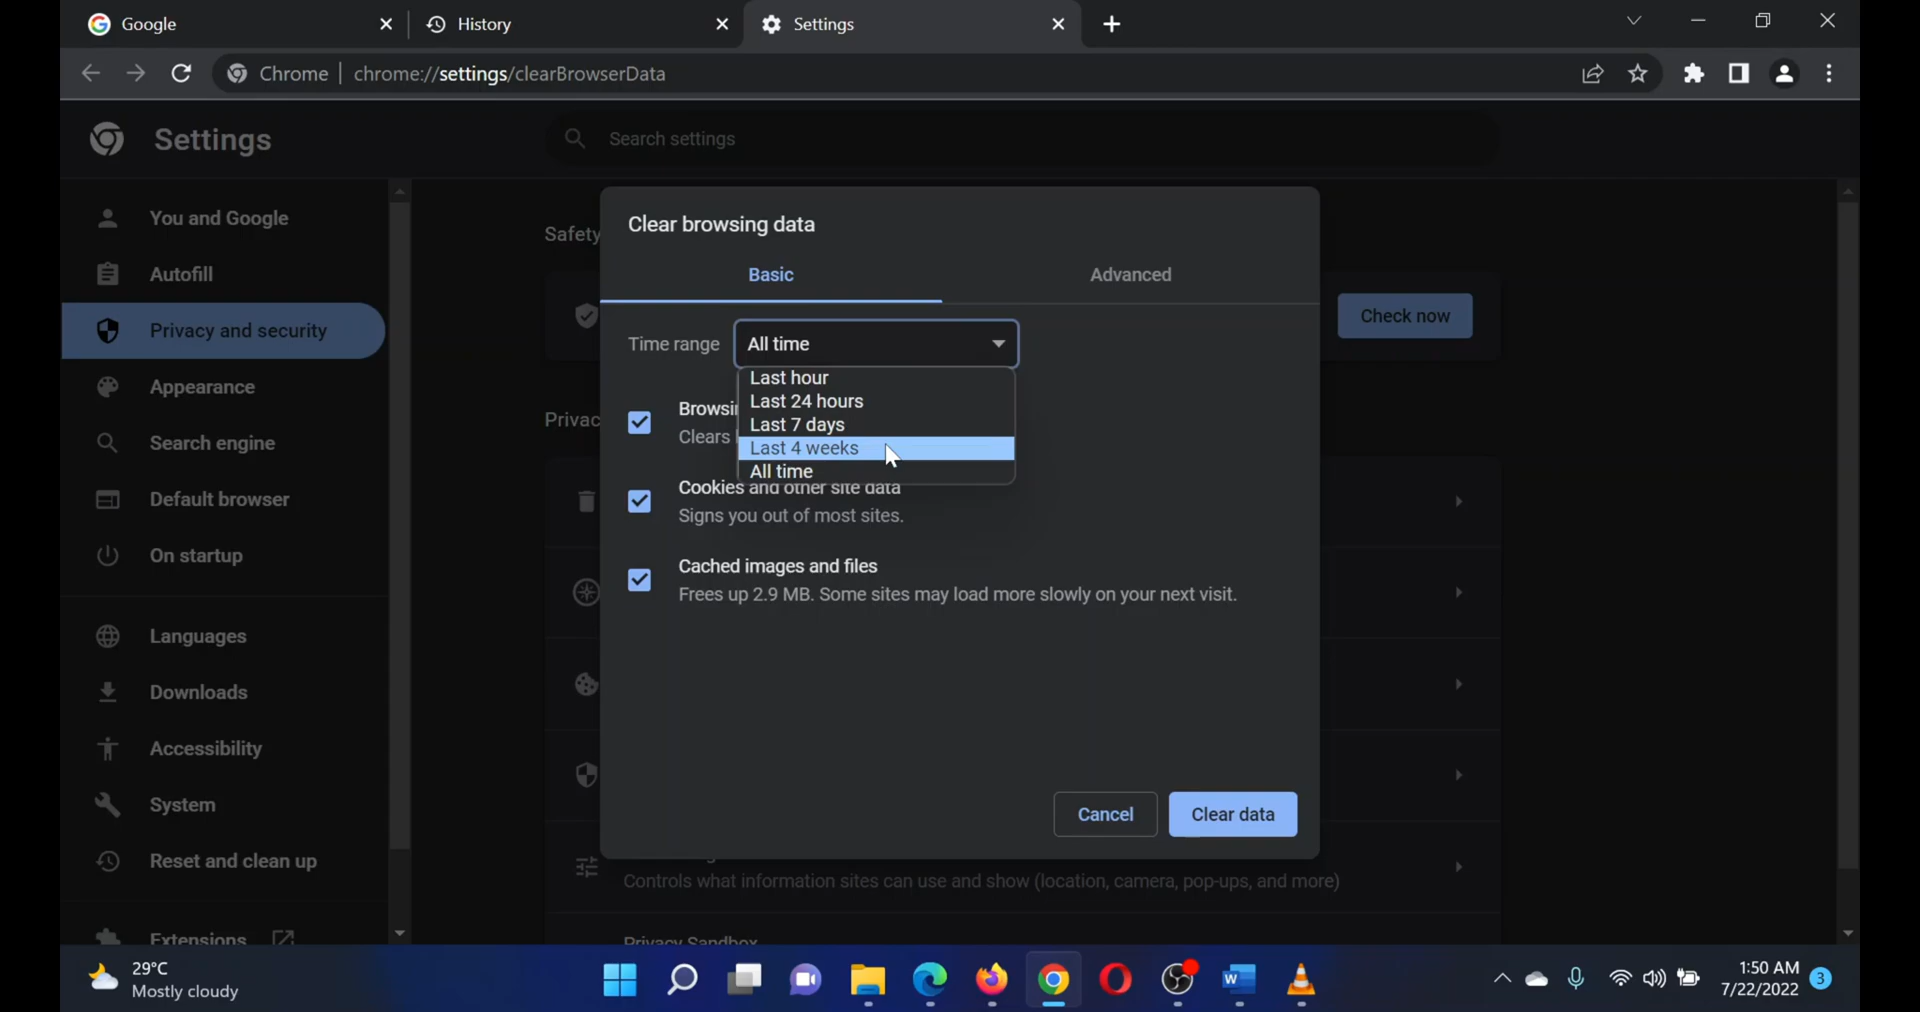 Google
History
Settings
Chrome | chrome://settings/clearBrowserData
Settings
Search settings
You and Google
Autofill
Privacy and security
Appearance
Search engine
Default browser
On startup
Languages
Downloads
Accessibility
System
Reset and clean up
Extensions
Safety
Check now
Clear browsing data
Basic
Advanced
Time range
All time
Last hour
Last 24 hours
Last 7 days
Last 4 weeks
All time
Clears
Cookies and other site data
Signs you out of most sites.
Cached images and files
Frees up 2.9 MB. Some sites may load more slowly on your next visit.
Cancel
Clear data
Controls what information sites can use and show (location, camera, pop-ups, and more)
Privacy Sandbox
29°C
Mostly cloudy
W
1:50 AM
7/22/2022
3